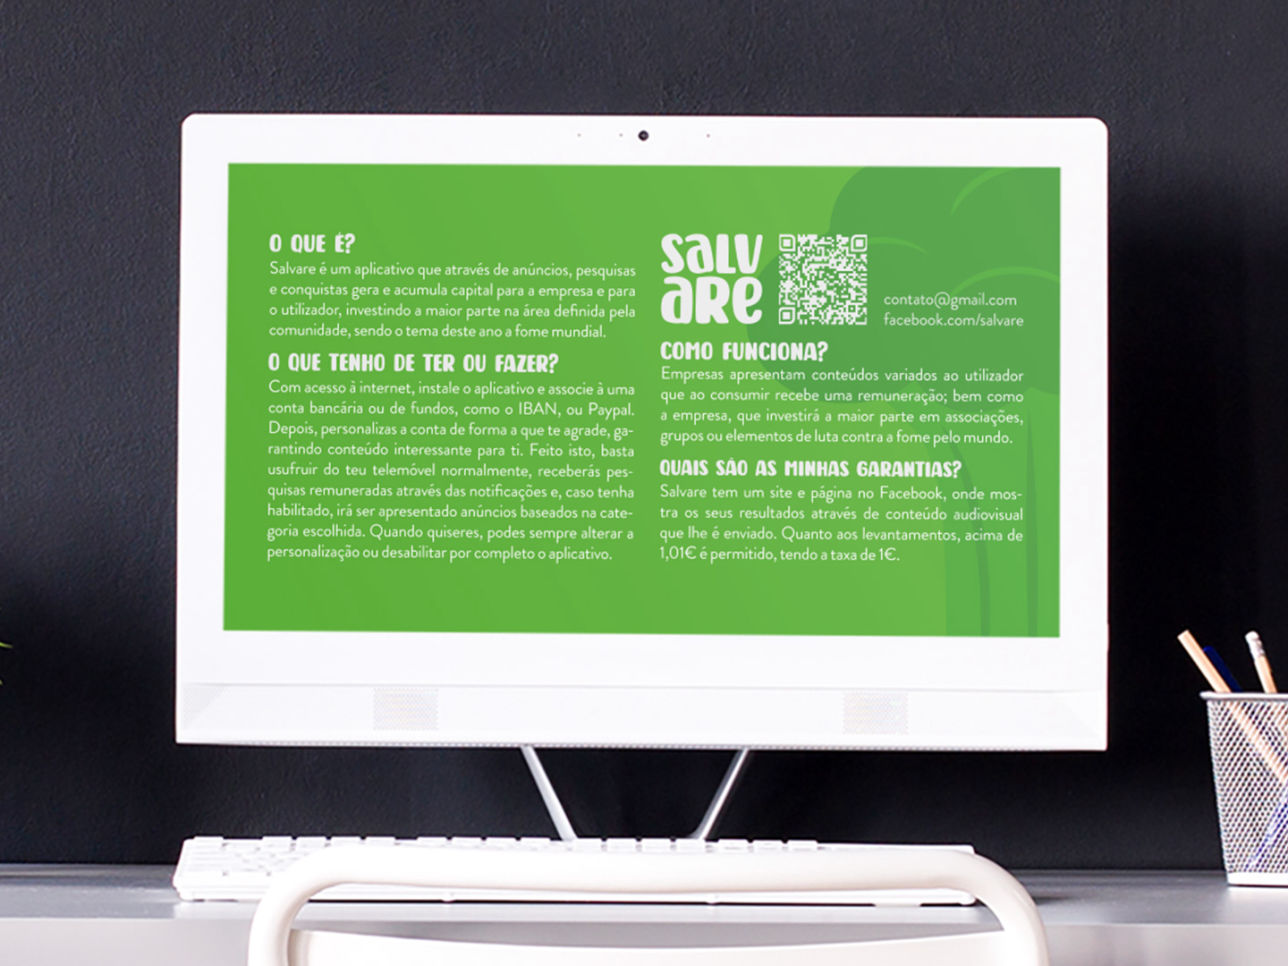 O QUE É?
Salvare é um aplicativo que através de anúncios, pesquisas
e conquistas gera e acumula capital para a empresa e para
o utilizador, investindo a maior parte na área definida pela
comunidade, sendo o tema deste ano a fome mundial.
O QUE TENHO DE TER OU FAZER?
Com acesso à internet, instale o aplicativo e associe à uma
conta bancária ou de fundos, como o IBAN, ou Paypal.
Depois, personalizas a conta de forma a que te agrade, ga-
rantindo conteúdo interessante para ti. Feito isto, basta
usufruir do teu telemóvel normalmente, receberás pes-
quisas remuneradas através das notificações e, caso tenha
habilitado, irá ser apresentado anúncios baseados na cate-
goria escolhida. Quando quiseres, podes sempre alterar a
personalização ou desabilitar por completo o aplicativo.
SALV
ARE
contato@gmail.com
facebook.com/salvare
COMO FUNCIONA?
Empresas apresentam conteúdos variados ao utilizador
que ao consumir recebe uma remuneração; bem como
a empresa, que investirá a maior parte em associações,
grupos ou elementos de luta contra a fome pelo mundo.
QUAIS SÃO AS MINHAS GARANTIAS?
Salvare tem um site e página no Facebook, onde mos-
tra os seus resultados através de conteúdo audiovisual
que lhe é enviado. Quanto aos levantamentos, acima de
1,01€ é permitido, tendo a taxa de 1€.